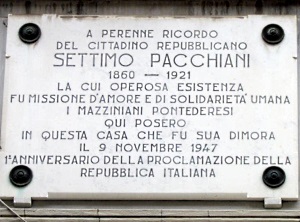 A PERENNE RICORDO
DEL CITTADINO REPUBBLICANO
SETTIMO PACCHIANI
1860 — 1921
LA CUI OPEROSA ESISTENZA
FU MISSIONE D'AMORE E DI SOLIDARIETA' UMANA
I MAZZINIANI PONTEDERESI
QUI POSERO
IN QUESTA CASA CHE FU SUA DIMORA
IL 9 NOVEMBRE 1947
1° ANNIVERSARIO DELLA PROCLAMAZIONE DELLA
REPUBBLICA ITALIANA